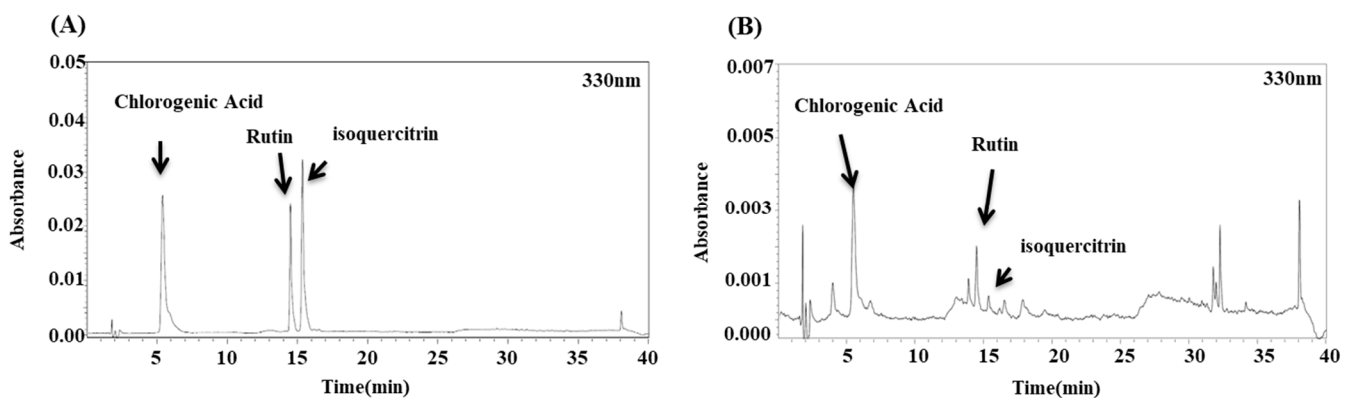 (A)
0.05
330nm
Chlorogenic Acid
0.04
Rutin
isoquercitrin
0.03
Absorbance
0.02
0.01
0.00
5 10 15 20 25 30 35 40
Time(min)
(B)
0.007
330nm
Chlorogenic Acid
0.005
Rutin
0.003
Absorbance
isoquercitrin
0.001
0.000
5 10 15 20 25 30 35 40
Time(min)